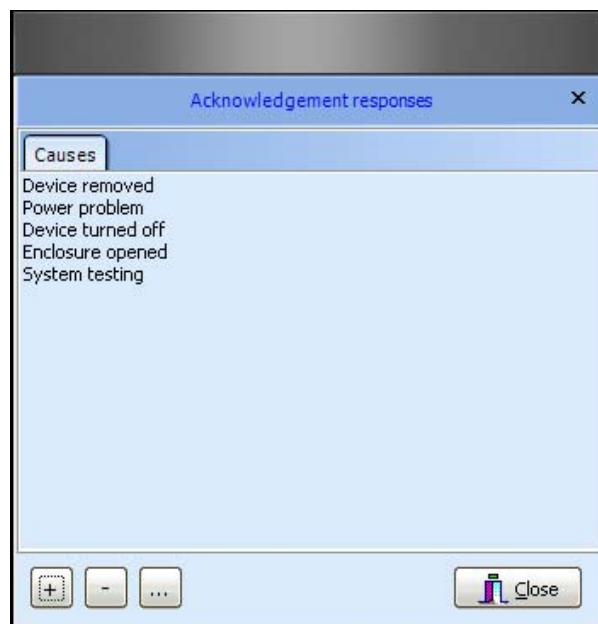 Acknowledgement responses
×
Causes
Device removed
Power problem
Device turned off
Enclosure opened
System testing
+ - ... Close